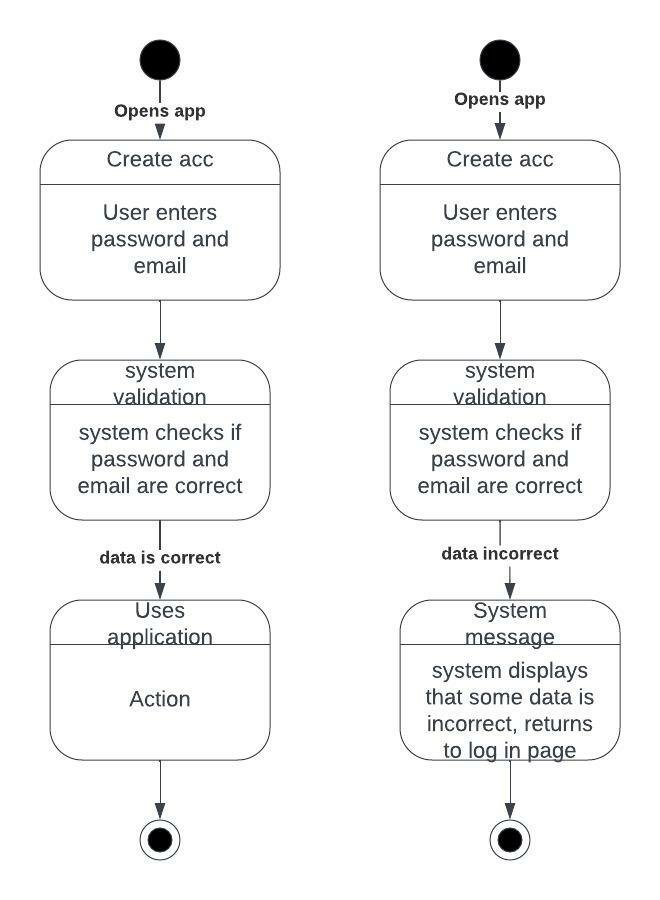 Opens app
Create acc
User enters
password and
email
system
validation
system checks if
password and
email are correct
data is correct
Uses
application
Action
Opens app
Create acc
User enters
password and
email
system
validation
system checks if
password and
email are correct
data incorrect
System
message
system displays
that some data is
incorrect, returns
to log in page